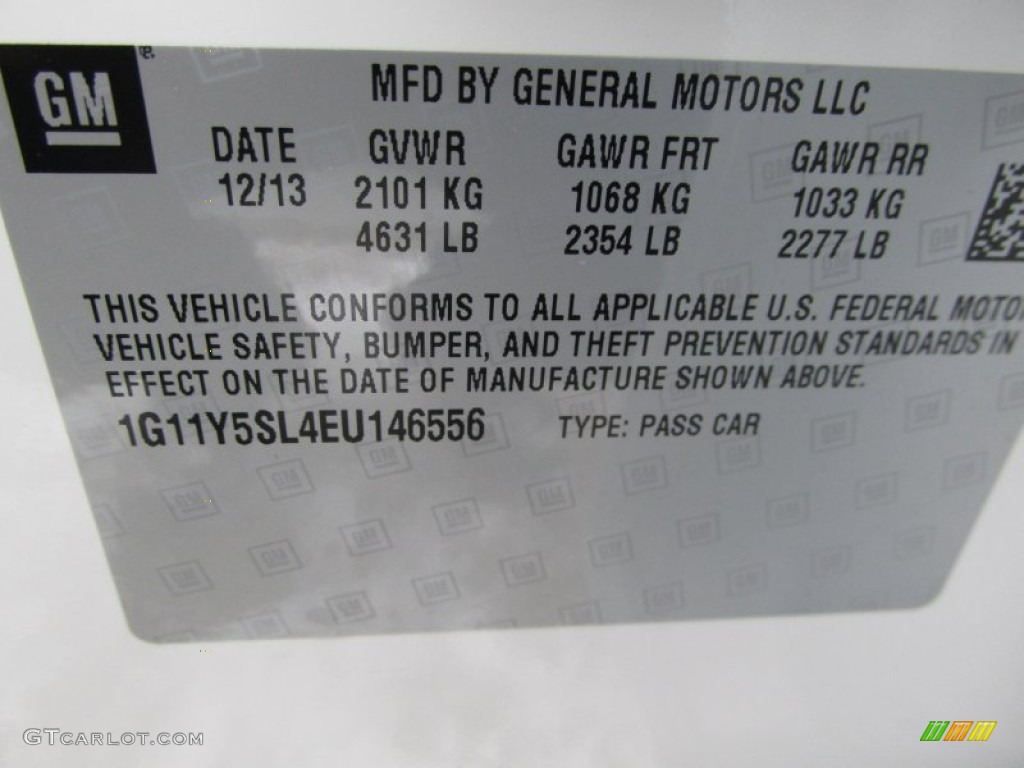 GM
MFD BY GENERAL MOTORS LLC
DATE GVWR GAWR FRT GAWR RR
12/13 2101 KG 1068 KG 1033 KG
4631 LB 2354 LB 2277 LB
THIS VEHICLE CONFORMS TO ALL APPLICABLE U.S. FEDERAL MOTO
VEHICLE SAFETY, BUMPER, AND THEFT PREVENTION STANDARDS IN
EFFECT ON THE DATE OF MANUFACTURE SHOWN ABOVE.
1G11Y5SL4EU146556 TYPE: PASS CAR
GTCARLOT.COM